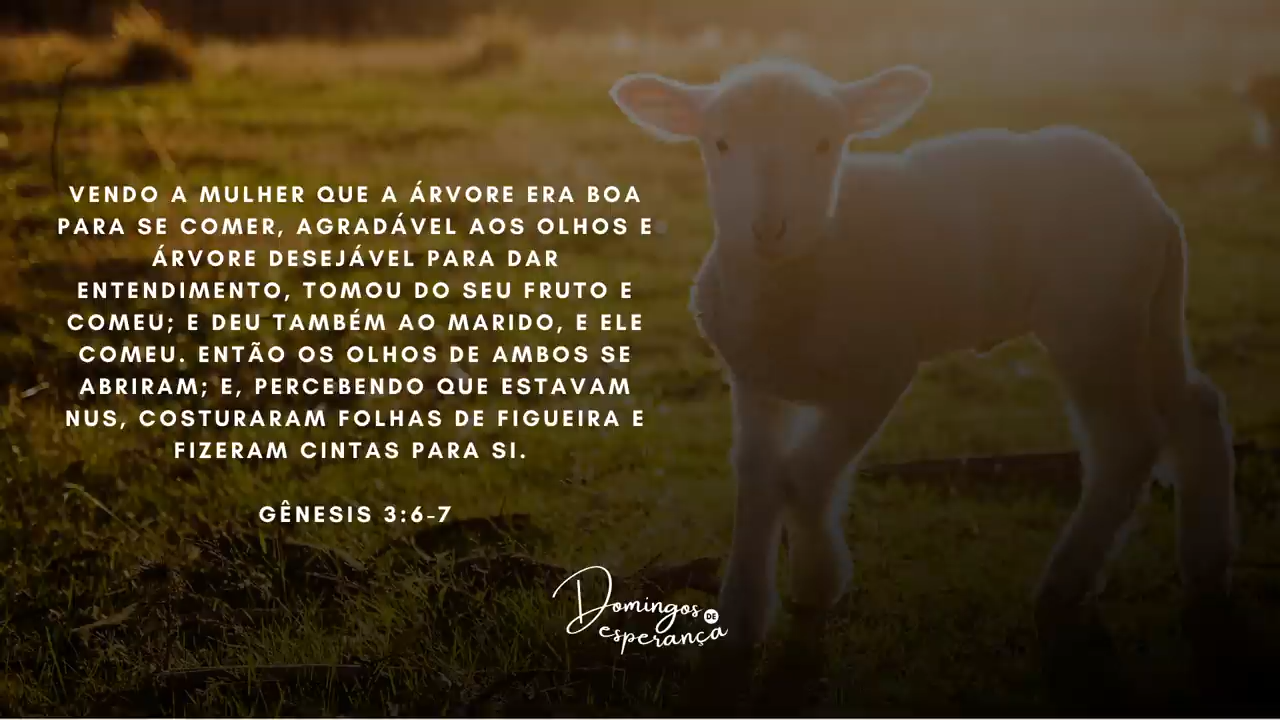 VENDO A MULHER QUE A ÁRVORE ERA BOA
PARA SE COMER, AGRADÁVEL AOS OLHOS E
ÁRVORE DESEJÁVEL PARA DAR
ENTENDIMENTO, TOMOU DO SEU FRUTO E
COMEU; E DEU TAMBÉM AO MARIDO, E ELE
COMEU. ENTÃO OS OLHOS DE AMBOS SE
ABRIRAM; E, PERCEBENDO QUE ESTAVAM
NUS, COSTURARAM FOLHAS DE FIGUEIRA E
FIZERAM CINTAS PARA SI.
GÊNESIS 3:6-7
Domingos DE
esperança